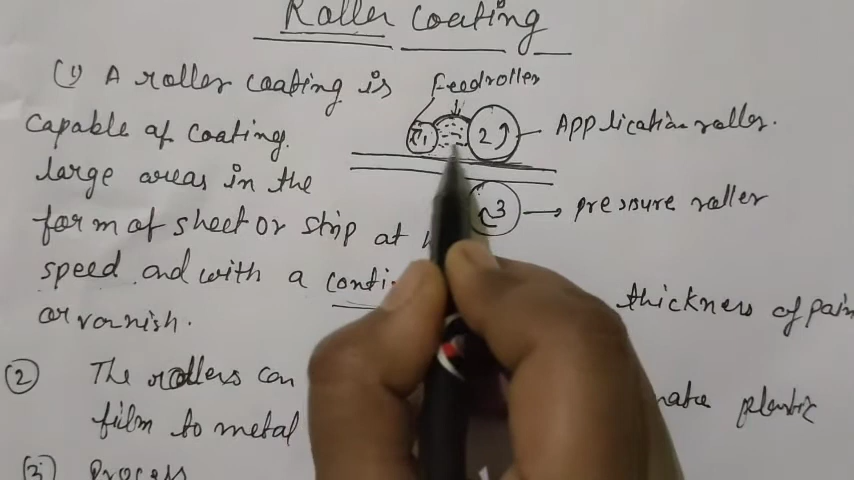 Roller Coating
(1) A roller coating is
Feedroller
1
2
Application roller.
capable of coating.
large areas in the
3
pressure roller
form of sheet or strip at
speed and with a
thickness of
or varnish.
(2) The rollers can
plastic
film to metal
(3) Process